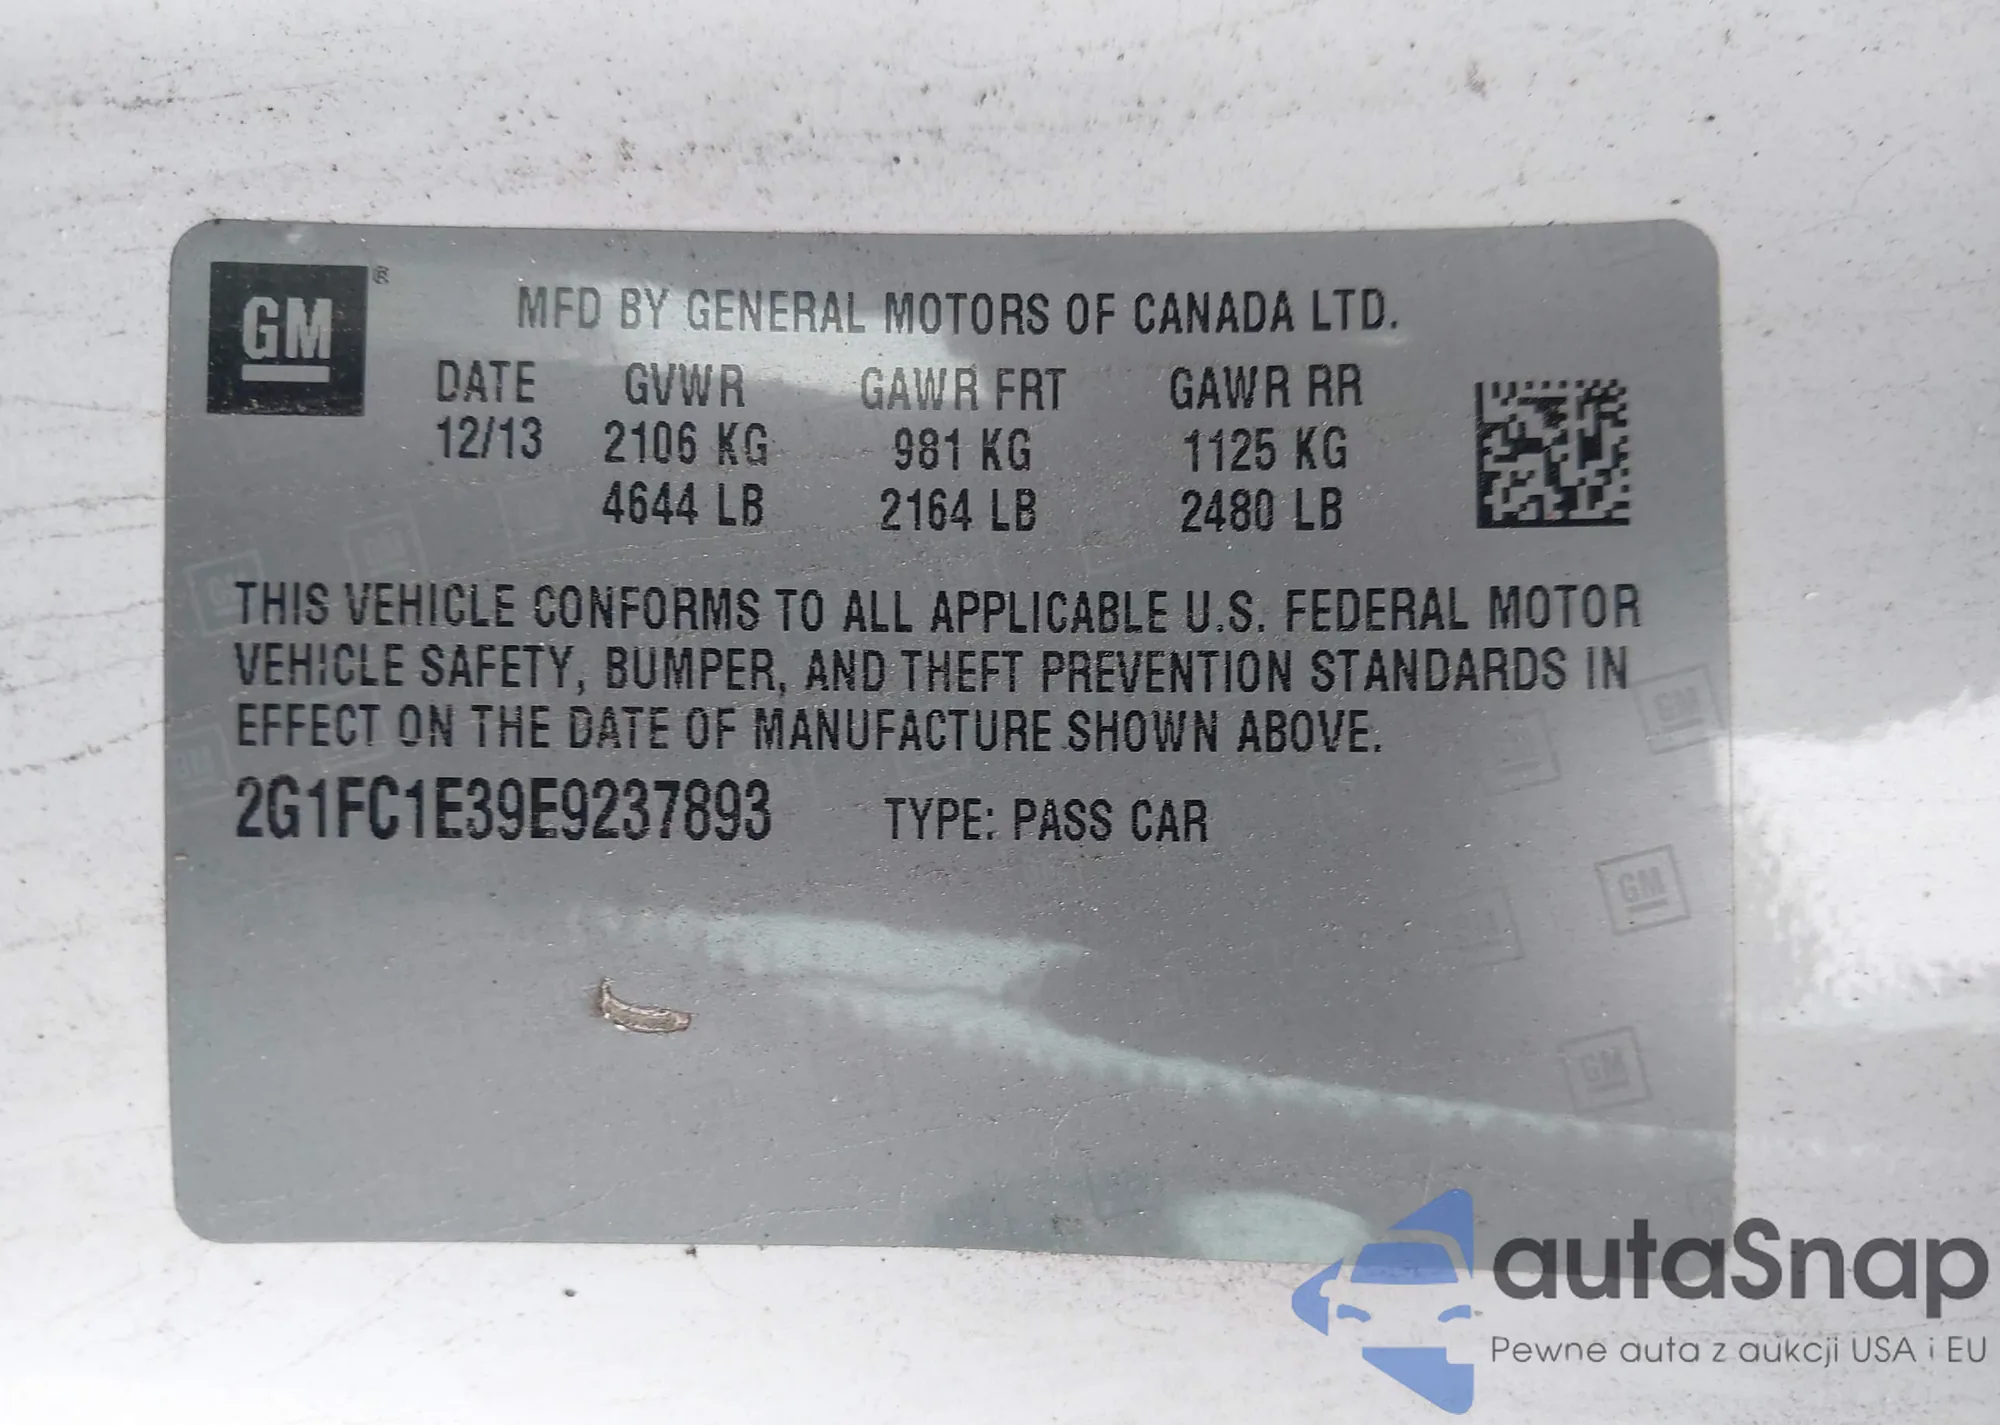 GM ®
MFD BY GENERAL MOTORS OF CANADA LTD.
DATE GVWR GAWR FRT GAWR RR
12/13 2106 KG 981 KG 1125 KG
4644 LB 2164 LB 2480 LB
THIS VEHICLE CONFORMS TO ALL APPLICABLE U.S. FEDERAL MOTOR
VEHICLE SAFETY, BUMPER, AND THEFT PREVENTION STANDARDS IN
EFFECT ON THE DATE OF MANUFACTURE SHOWN ABOVE.
2G1FC1E39E9237893 TYPE: PASS CAR
GM
GM
GM
autaSnap
Pewne auta z aukcji USA i EU